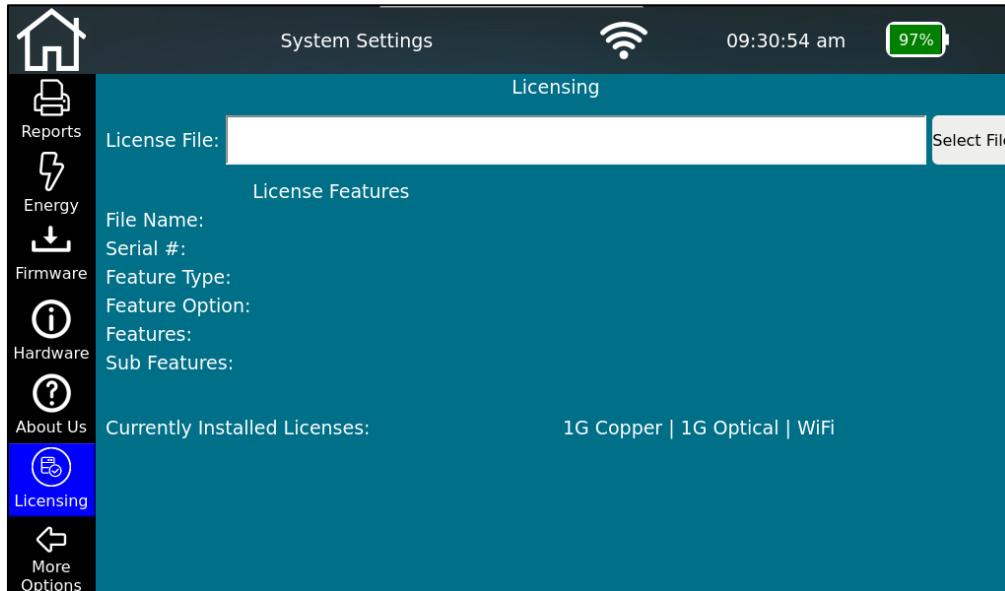 System Settings 09:30:54 am 97%
Licensing
Reports
License File: Select File
Energy
License Features
File Name:
Serial #:
Firmware
Feature Type:
Feature Option:
Features:
Hardware
Sub Features:
About Us
Currently Installed Licenses: 1G Copper | 1G Optical | WiFi
Licensing
More
Options